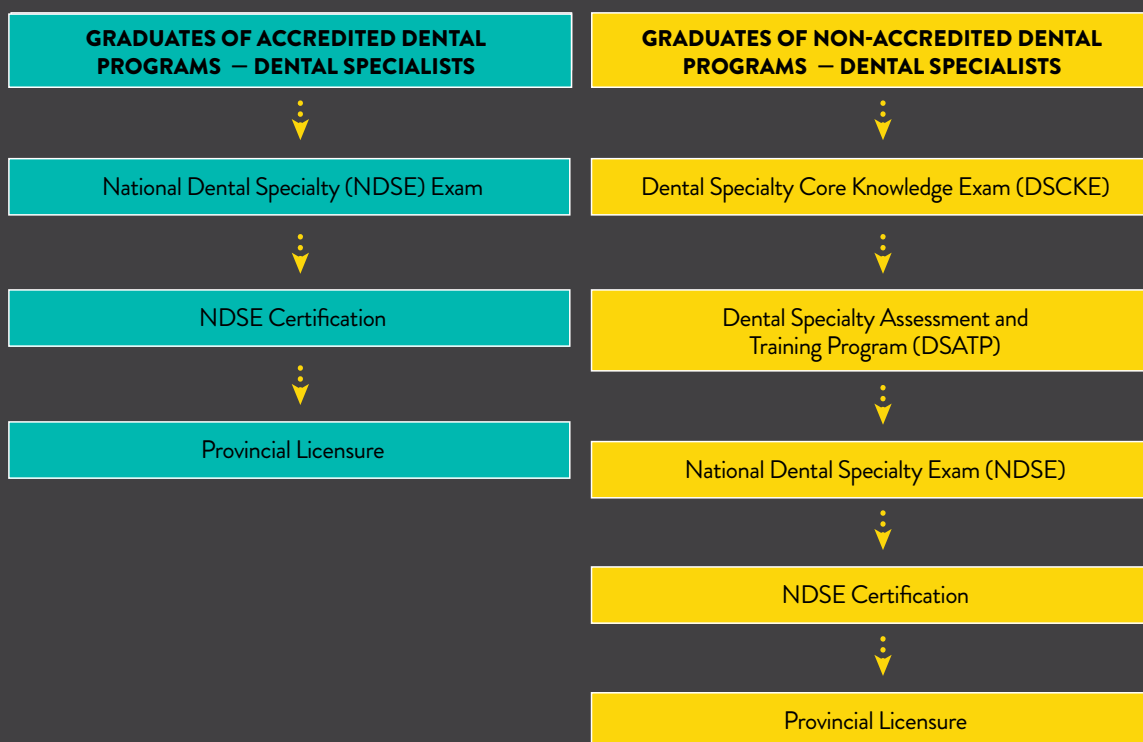 GRADUATES OF ACCREDITED DENTAL
PROGRAMS — DENTAL SPECIALISTS
National Dental Specialty (NDSE) Exam
NDSE Certification
Provincial Licensure
GRADUATES OF NON-ACCREDITED DENTAL
PROGRAMS — DENTAL SPECIALISTS
Dental Specialty Core Knowledge Exam (DSCKE)
Dental Specialty Assessment and
Training Program (DSATP)
National Dental Specialty Exam (NDSE)
NDSE Certification
Provincial Licensure